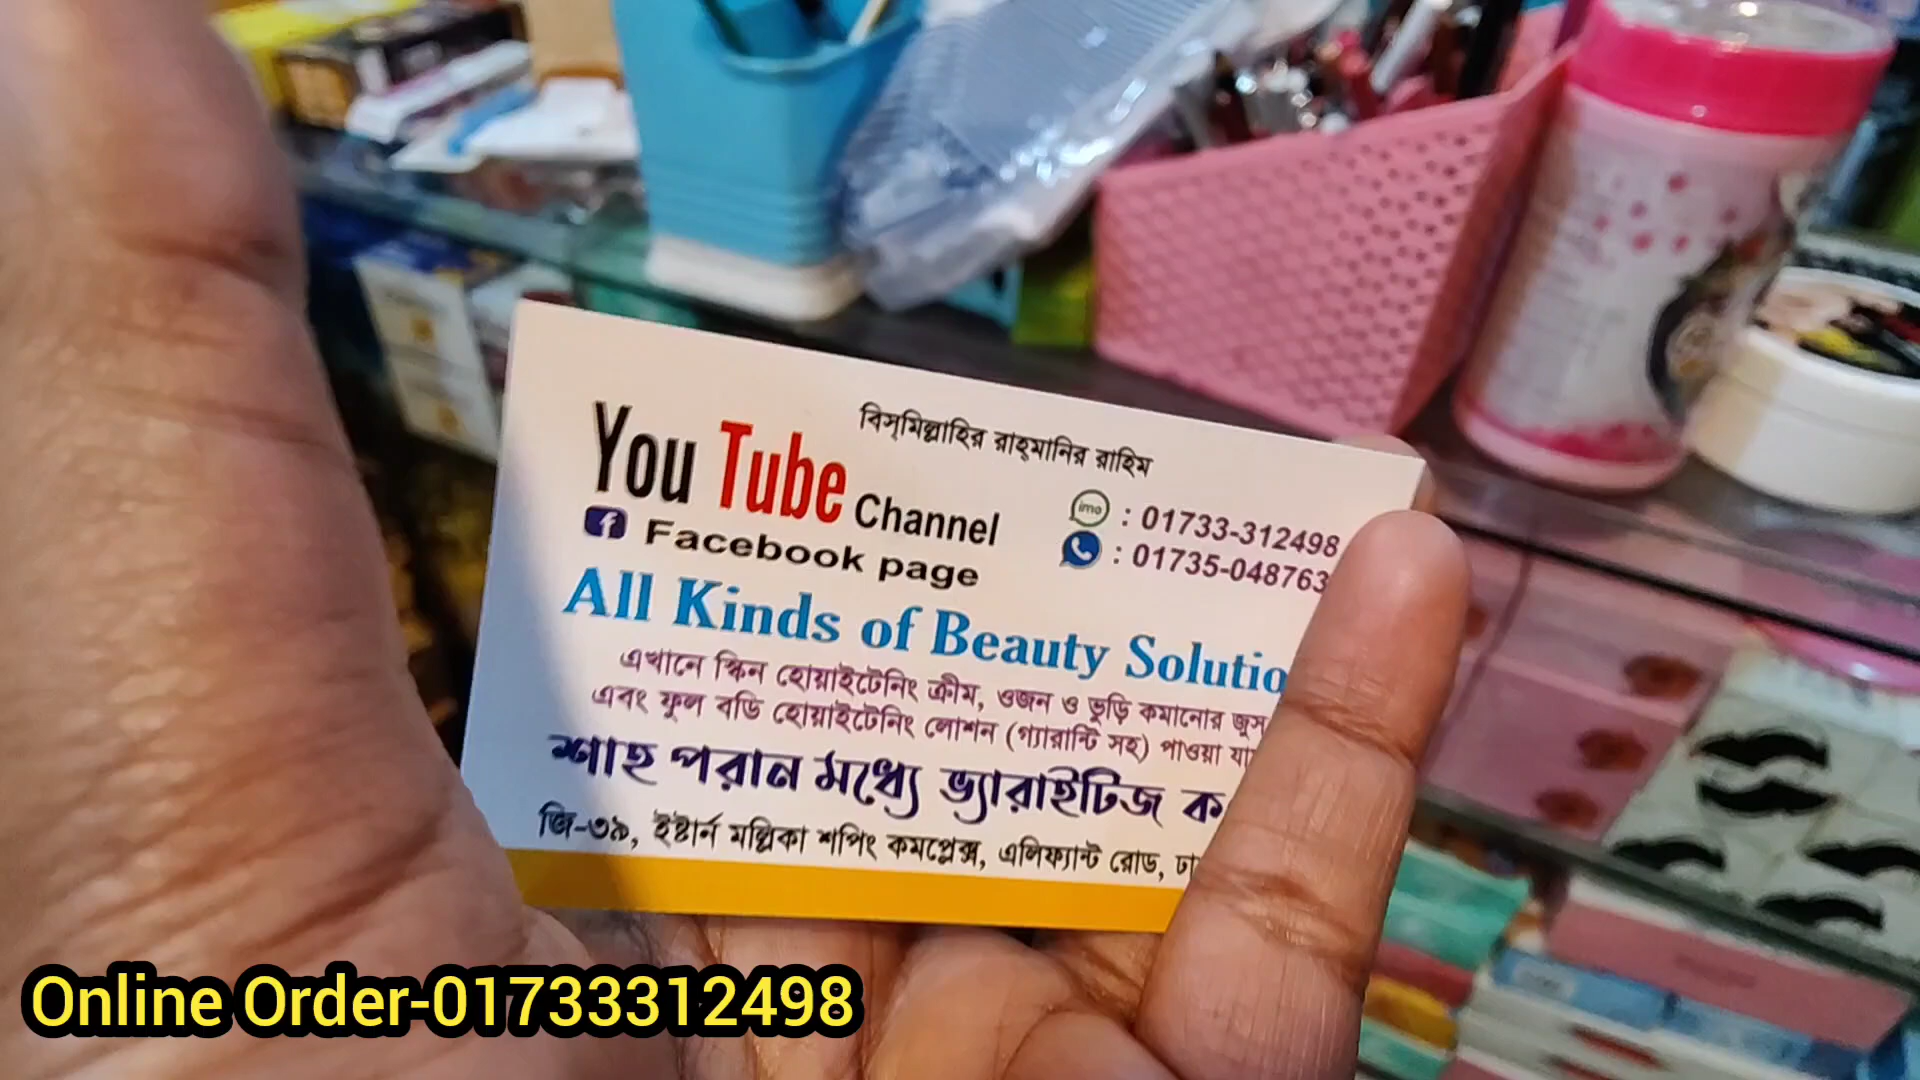 বিস্‌মিল্লাহির রাহ্‌মানির রাহিম
You Tube Channel
imo : 01733-312498
f Facebook page
: 01735-048763
All Kinds of Beauty Solutio
এখানে স্কিন হোয়াইটেনিং ক্রীম, ওজন ও ভুড়ি কমানোর জুস
এবং ফুল বডি হোয়াইটেনিং লোশন (গ্যারান্টি সহ) পাওয়া যা
শাহ পরান মধ্যে ভ্যারাইটিজ ক
জি-৩৯, ইষ্টার্ন মল্লিকা শপিং কমপ্লেক্স, এলিফ্যান্ট রোড, ঢা
Online Order-01733312498